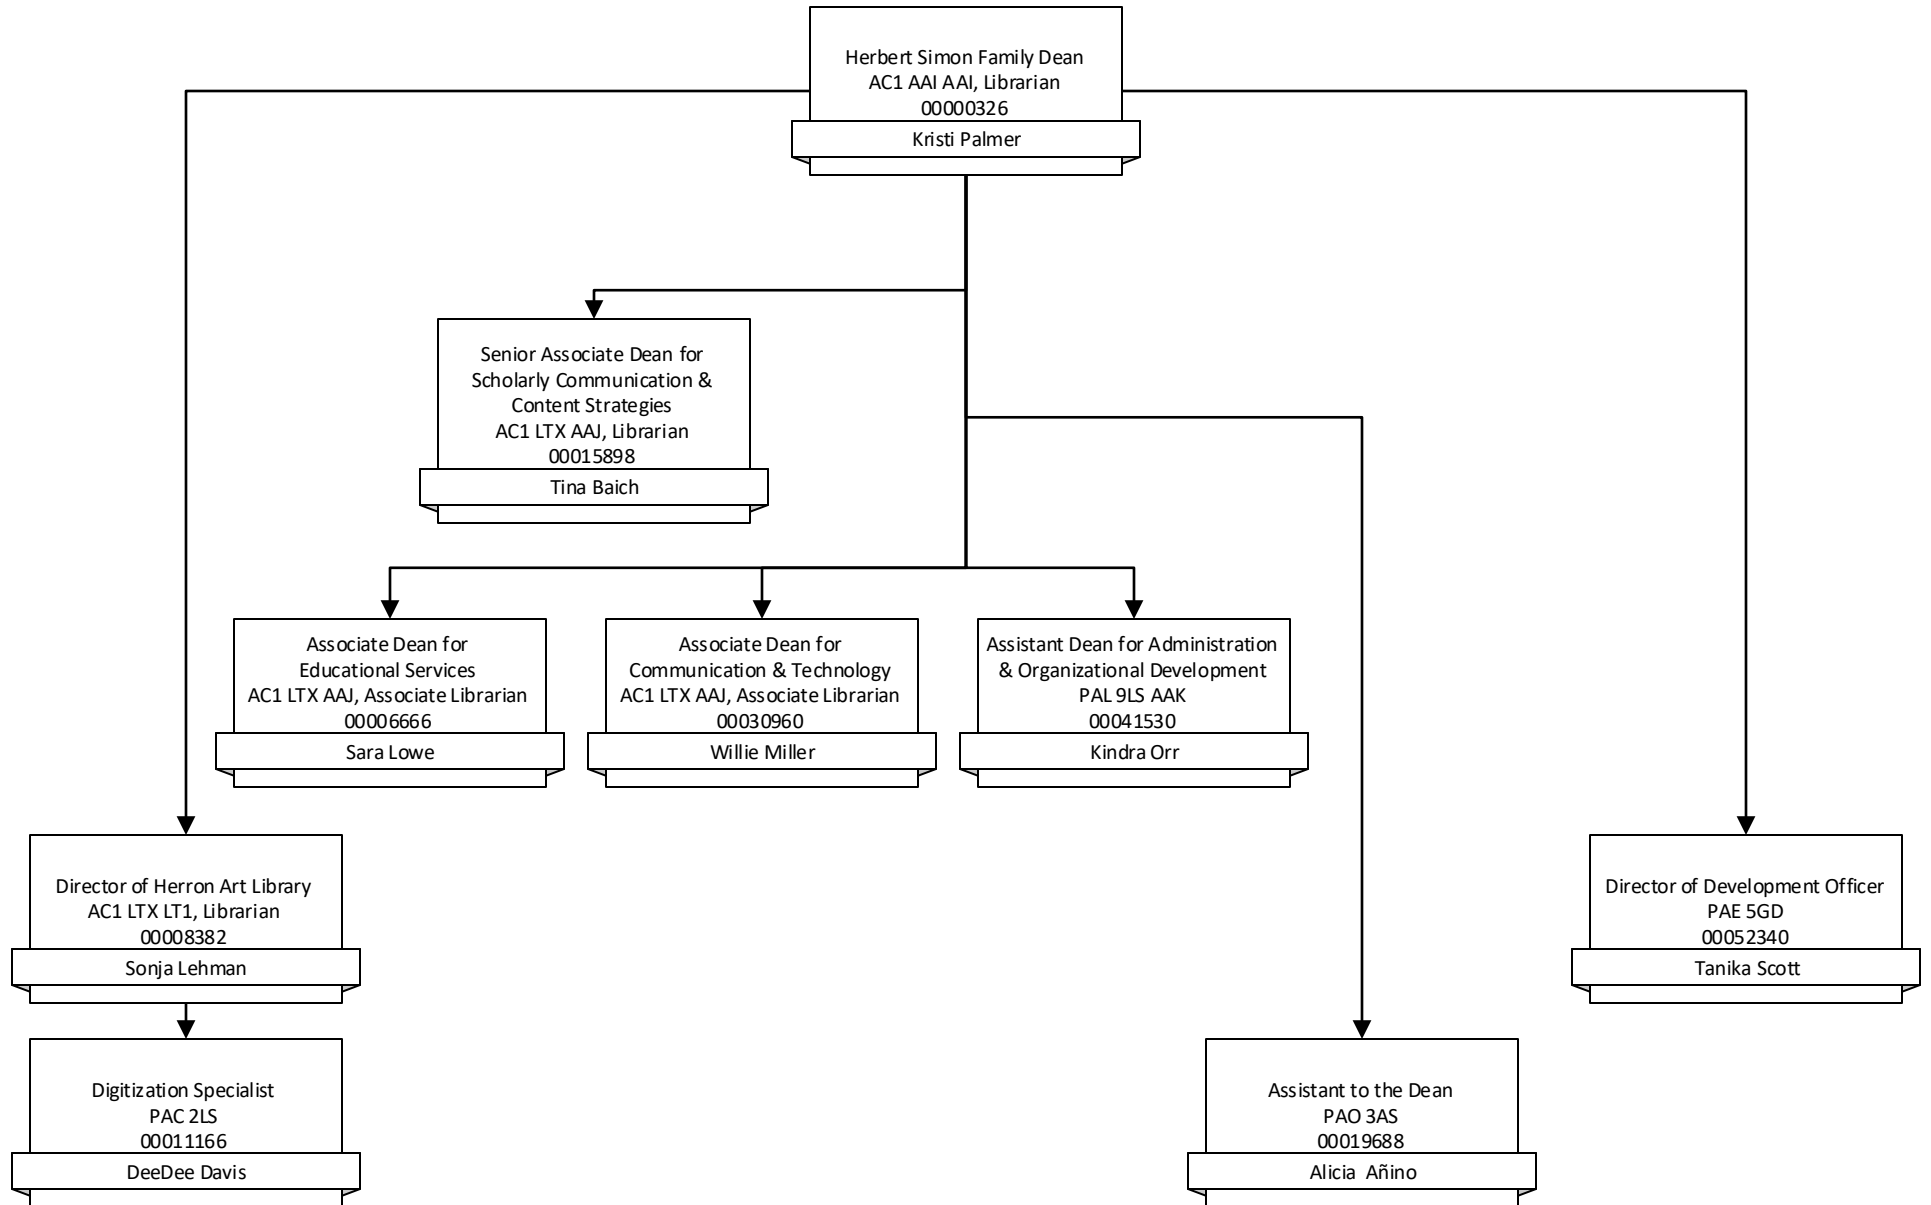 Herbert Simon Family Dean
AC1 AAI AAI, Librarian
00000326
Kristi Palmer
Senior Associate Dean for
Scholarly Communication &
Content Strategies
AC1 LTX AAJ, Librarian
00015898
Tina Baich
Associate Dean for
Educational Services
AC1 LTX AAJ, Associate Librarian
00006666
Sara Lowe
Associate Dean for
Communication & Technology
AC1 LTX AAJ, Associate Librarian
00030960
Willie Miller
Assistant Dean for Administration
& Organizational Development
PAL 9LS AAK
00041530
Kindra Orr
Director of Herron Art Library
AC1 LTX LT1, Librarian
00008382
Sonja Lehman
Director of Development Officer
PAE 5GD
00052340
Tanika Scott
Digitization Specialist
PAC 2LS
00011166
DeeDee Davis
Assistant to the Dean
PAO 3AS
00019688
Alicia Añino